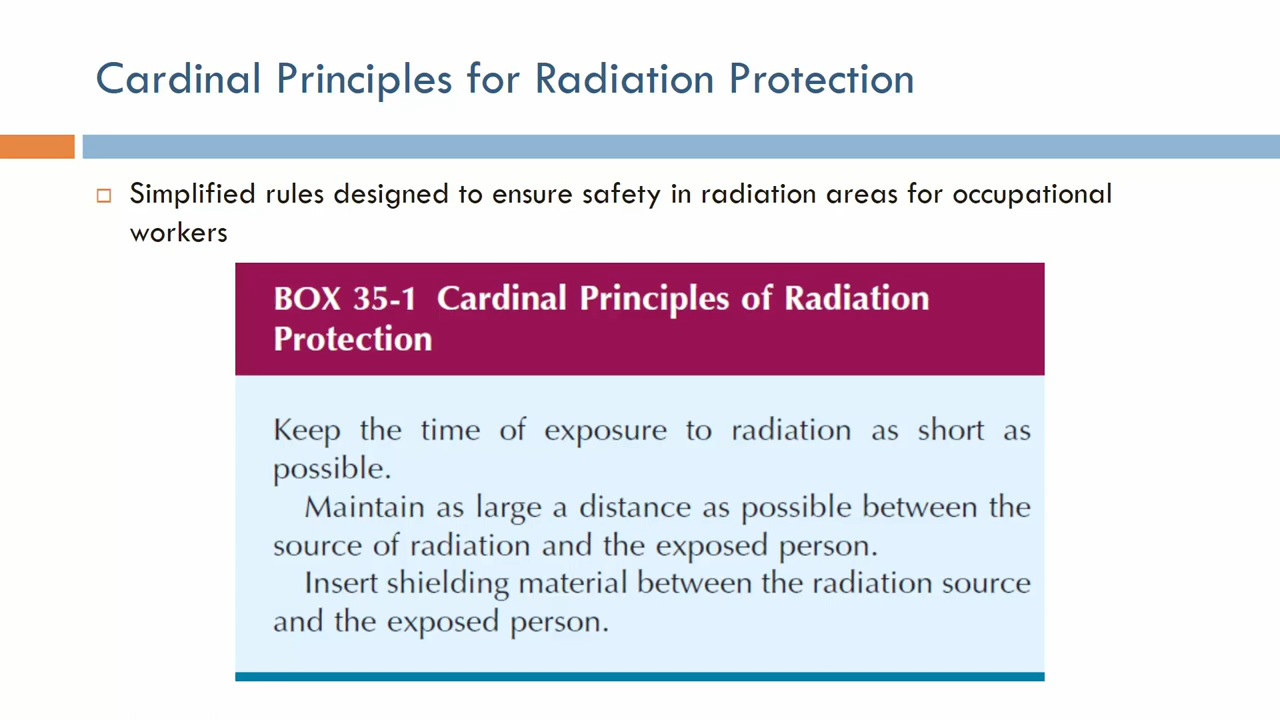 Cardinal Principles for Radiation Protection
Simplified rules designed to ensure safety in radiation areas for occupational
workers
BOX 35-1 Cardinal Principles of Radiation
Protection
Keep the time of exposure to radiation as short as
possible.
Maintain as large a distance as possible between the
source of radiation and the exposed person.
Insert shielding material between the radiation source
and the exposed person.